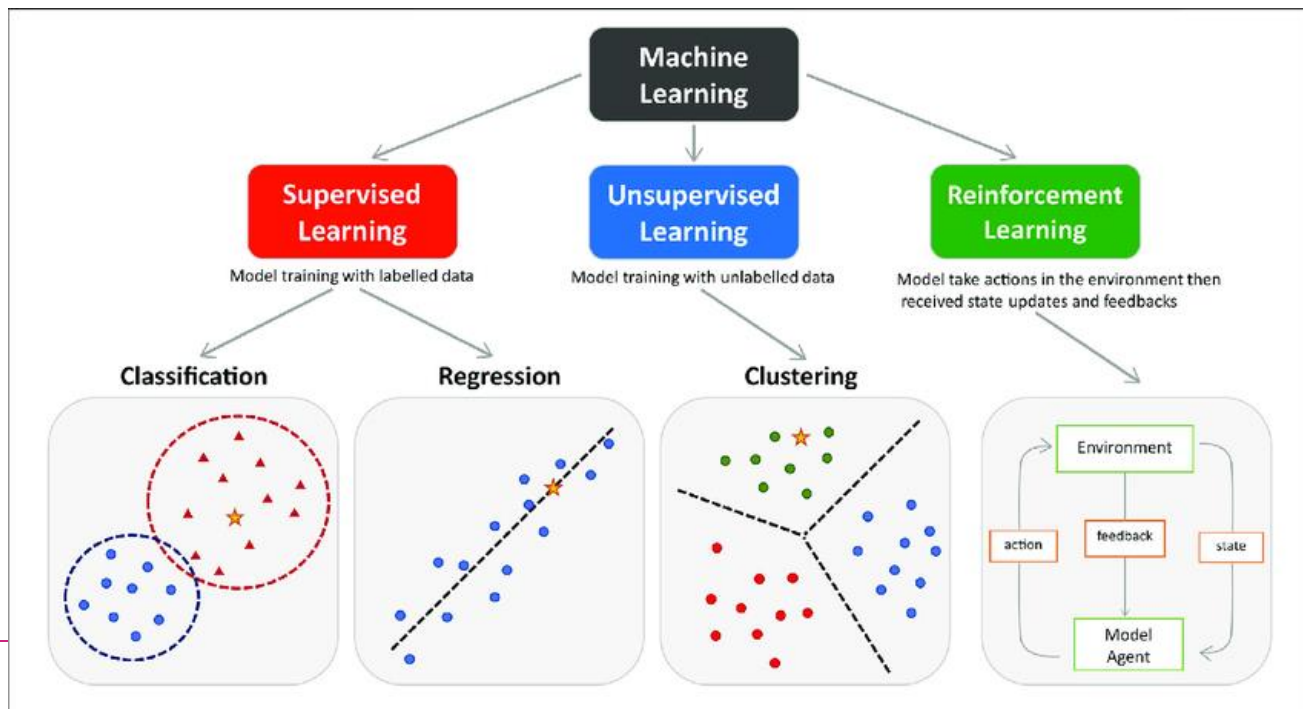 Machine
Learning
Supervised
Learning
Unsupervised
Learning
Reinforcement
Learning
Model training with labelled data
Model training with unlabelled data
Model take actions in the environment then
received state updates and feedbacks
Classification
Regression
Clustering
Environment
action
feedback
state
Model
Agent